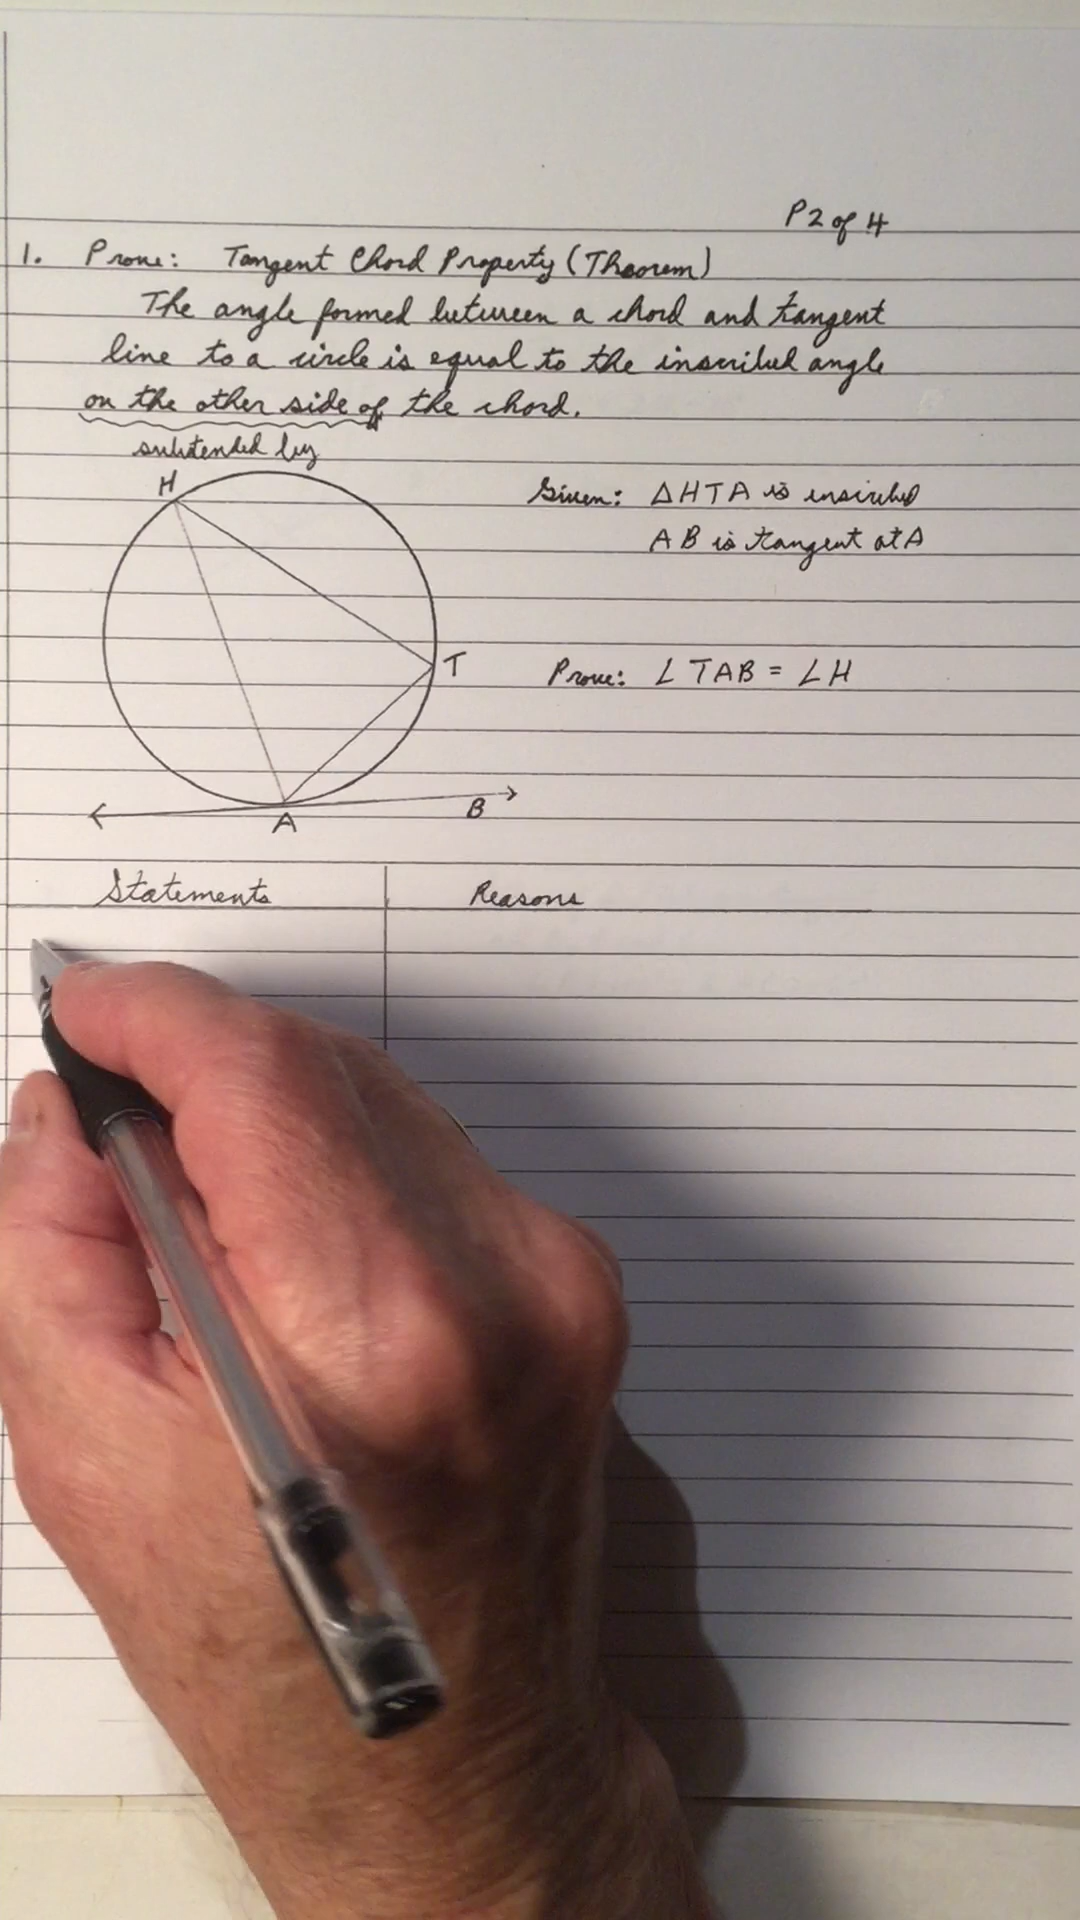 P2 of 4
1. Prove: Tangent Chord Property (Theorem)
The angle formed between a chord and tangent
line to a circle is equal to the inscribed angle
on the other side of the chord.
subtended by
H
Given: △HTA is inscribed
AB is tangent at A
T
Prove: ∠TAB = ∠H
B
A
Statements Reasons